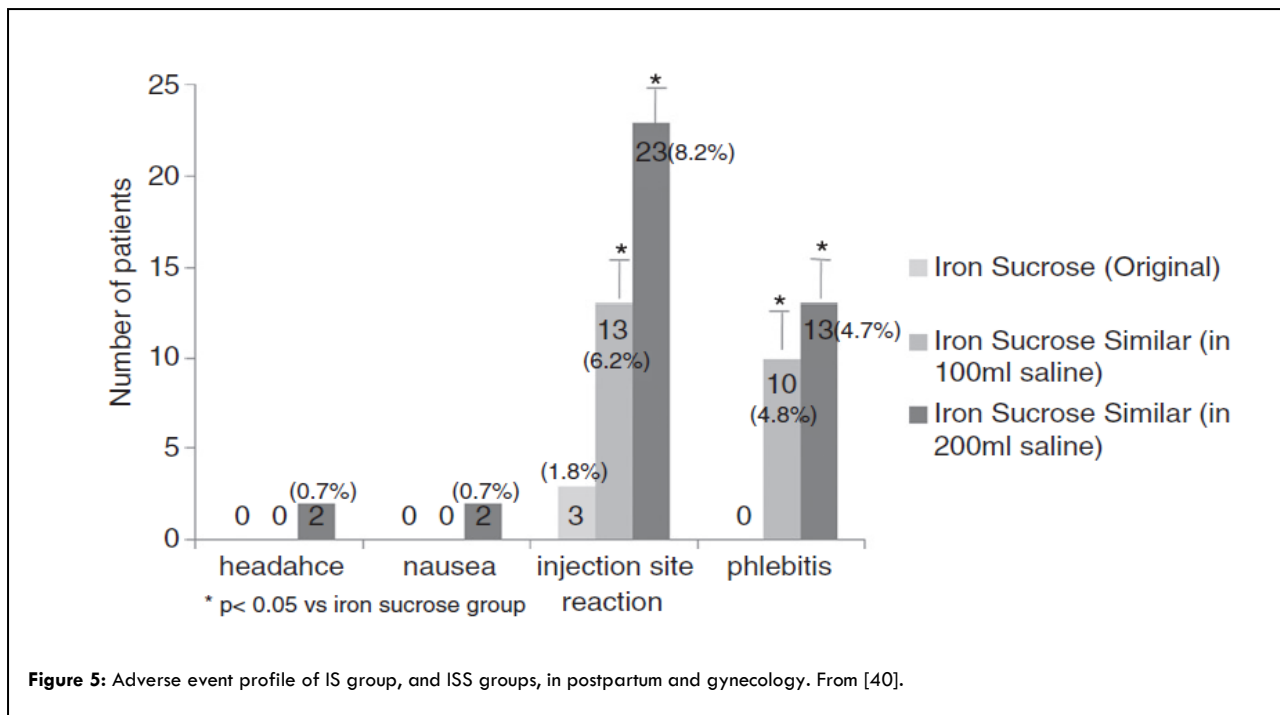 25
20
15
10
5
0
Number of patients
0 0 2
(0.7%)
0 0 2
(0.7%)
(1.8%)
3
*
13
(6.2%)
*
23(8.2%)
0
*
10
(4.8%)
*
13(4.7%)
headahce
nausea
injection site
reaction
phlebitis
* p< 0.05 vs iron sucrose group
Iron Sucrose (Original)
Iron Sucrose Similar (in
100ml saline)
Iron Sucrose Similar (in
200ml saline)
Figure 5: Adverse event profile of IS group, and ISS groups, in postpartum and gynecology. From [40].